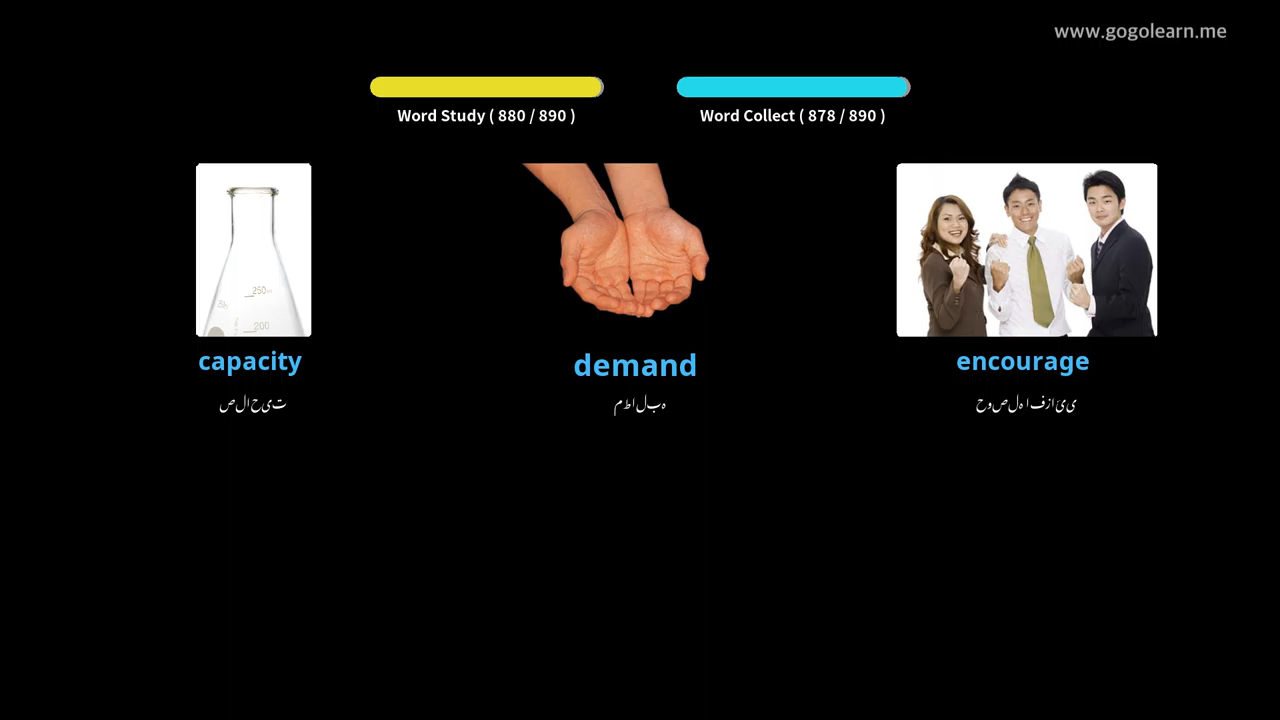 www.gogolearn.me
Word Study ( 880 / 890 )
Word Collect ( 878 / 890 )
capacity
demand
encourage
صلاحیت
مطالبہ
حوصلہ افزائی